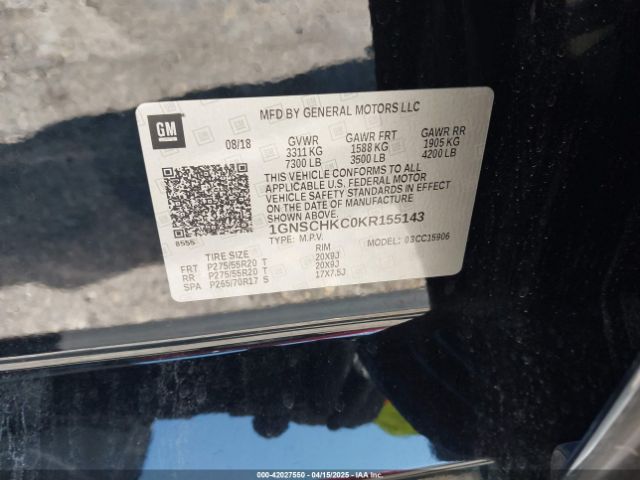 MFD BY GENERAL MOTORS LLC
GM
08/18 GVWR GAWR FRT GAWR RR
3311 KG 1588 KG 1905 KG
7300 LB 3500 LB 4200 LB
THIS VEHICLE CONFORMS TO ALL
APPLICABLE U.S. FEDERAL MOTOR
VEHICLE SAFETY STANDARDS IN EFFECT
ON THE DATE OF MANUFACTURE
SHOWN ABOVE.
1GNSCHKC0KR155143
8555 TYPE: M.P.V. MODEL: 03CC15906
TIRE SIZE RIM
FRT P275/55R20 T 20X9J
RR P275/55R20 T 20X9J
SPA P265/70R17 S 17X7.5J
000-42027550 - 04/15/2025 - IAAI.COM